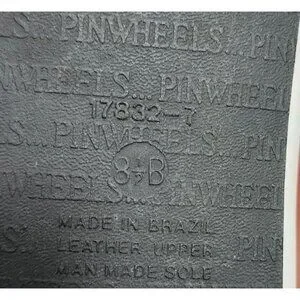 PINWHEELS... PIN
WHEELS... PINWHEEL
17832-7
S... PINWHEELS... PI
8½B
WHEELS... PINWHEEL
MADE IN BRAZIL
LEATHER UPPER
MAN MADE SOLE